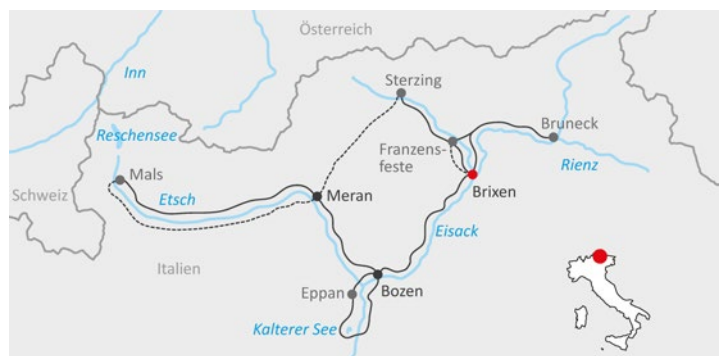 Österreich
Inn
Sterzing
Reschensee
Bruneck
Franzens-
feste
Rienz
Mals
Schweiz
Etsch
Meran
Brixen
Eisack
Italien
Eppan
Bozen
Kalterer See